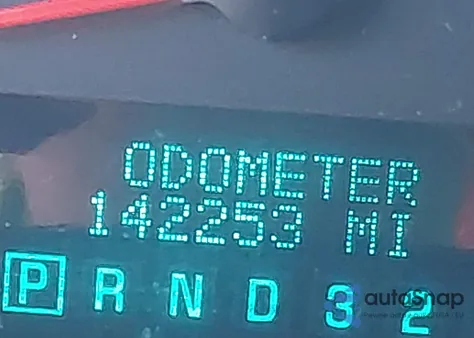 ODOMETER
142253 MI
P R N D 3 2
autosnap